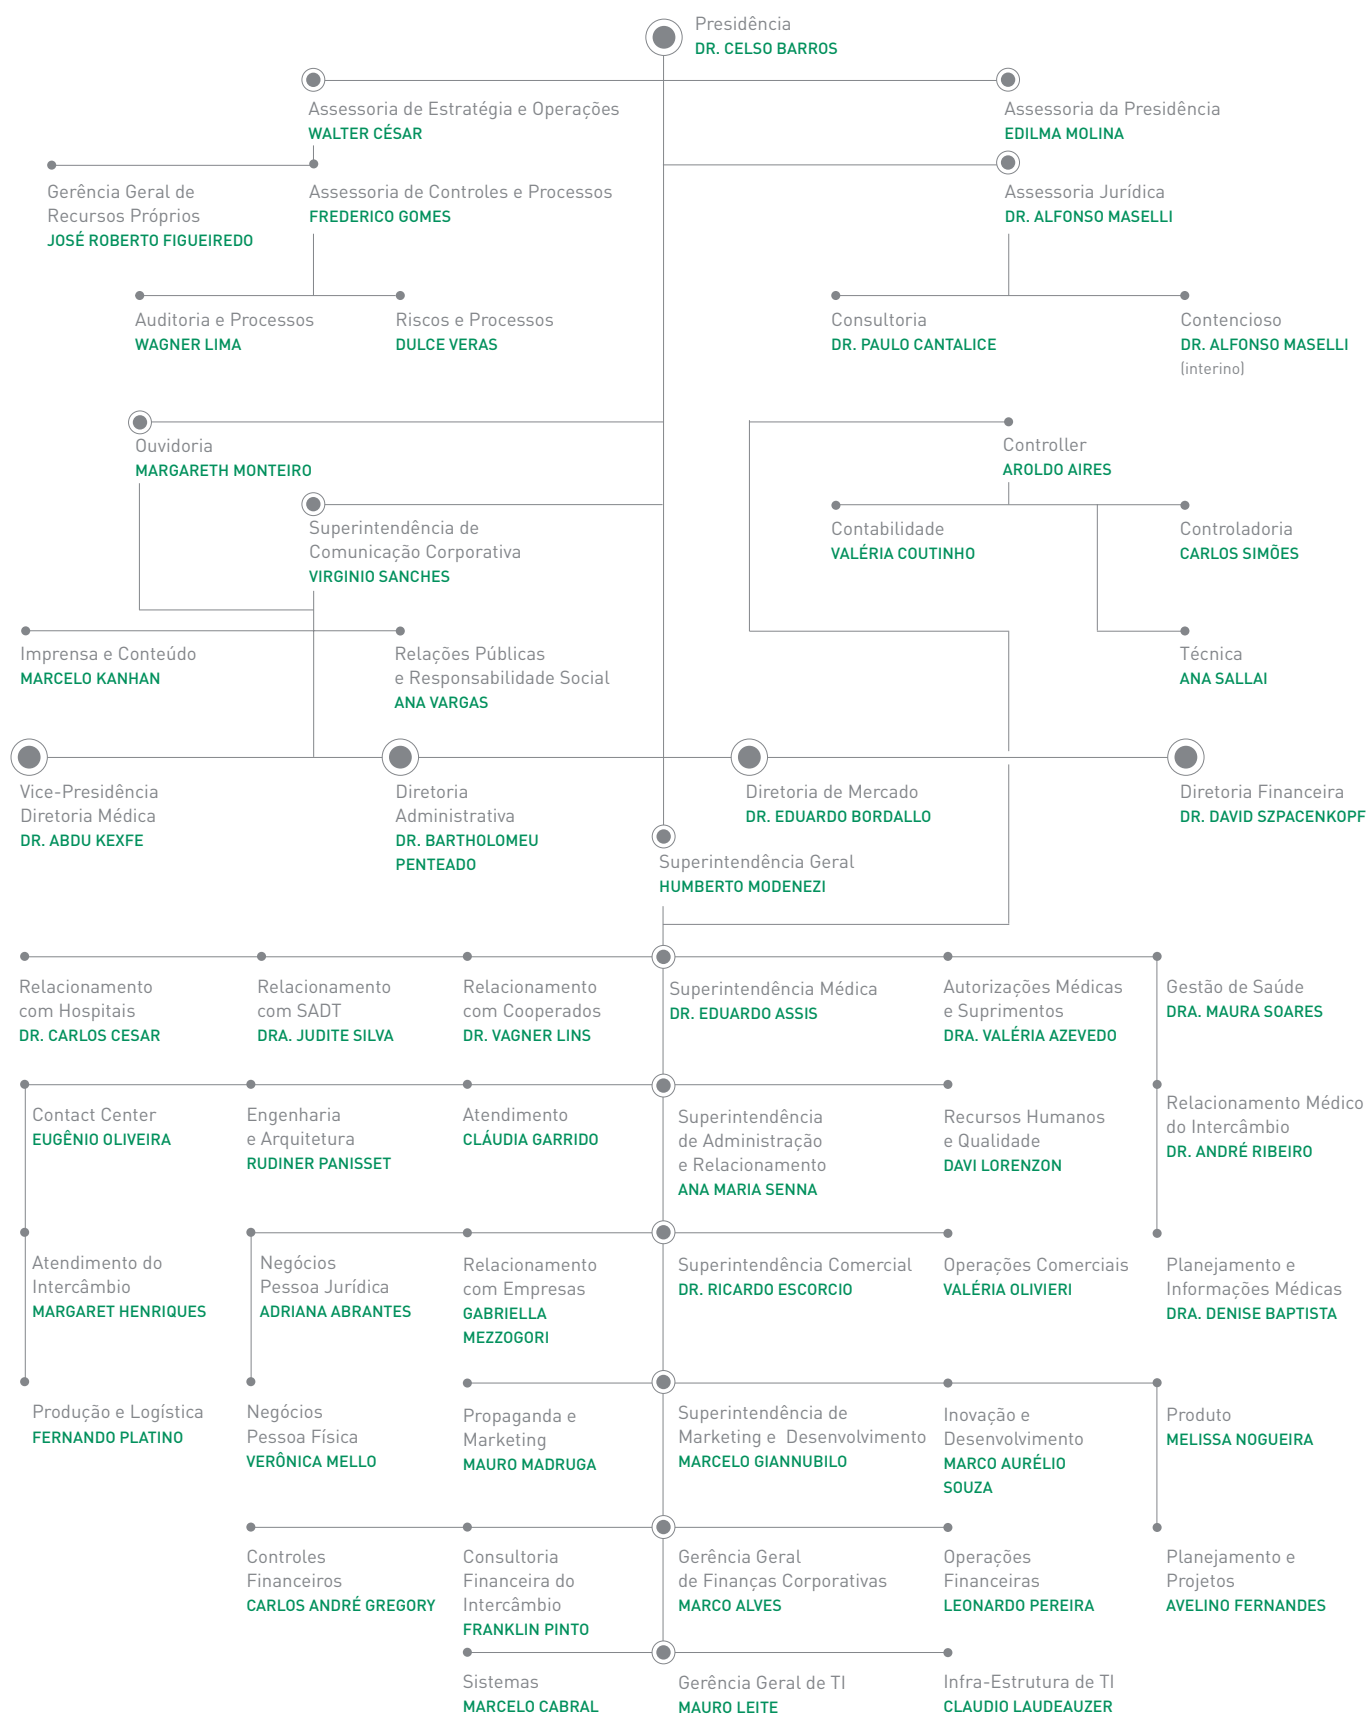 Presidência
DR. CELSO BARROS
Assessoria de Estratégia e Operações
WALTER CÉSAR
Assessoria da Presidência
EDILMA MOLINA
Gerência Geral de
Recursos Próprios
JOSÉ ROBERTO FIGUEIREDO
Assessoria de Controles e Processos
FREDERICO GOMES
Assessoria Jurídica
DR. ALFONSO MASELLI
Auditoria e Processos
WAGNER LIMA
Riscos e Processos
DULCE VERAS
Consultoria
DR. PAULO CANTALICE
Contencioso
DR. ALFONSO MASELLI
(interino)
Ouvidoria
MARGARETH MONTEIRO
Controller
AROLDO AIRES
Superintendência de
Comunicação Corporativa
VIRGINIO SANCHES
Contabilidade
VALÉRIA COUTINHO
Controladoria
CARLOS SIMÕES
Imprensa e Conteúdo
MARCELO KANHAN
Relações Públicas
e Responsabilidade Social
ANA VARGAS
Técnica
ANA SALLAI
Vice-Presidência
Diretoria Médica
DR. ABDU KEXFE
Diretoria
Administrativa
DR. BARTHOLOMEU
PENTEADO
Diretoria de Mercado
DR. EDUARDO BORDALLO
Diretoria Financeira
DR. DAVID SZPACENKOPF
Superintendência Geral
HUMBERTO MODENEZI
Relacionamento
com Hospitais
DR. CARLOS CESAR
Relacionamento
com SADT
DRA. JUDITE SILVA
Relacionamento
com Cooperados
DR. VAGNER LINS
Superintendência Médica
DR. EDUARDO ASSIS
Autorizações Médicas
e Suprimentos
DRA. VALÉRIA AZEVEDO
Gestão de Saúde
DRA. MAURA SOARES
Contact Center
EUGÊNIO OLIVEIRA
Engenharia
e Arquitetura
RUDINER PANISSET
Atendimento
CLÁUDIA GARRIDO
Superintendência
de Administração
e Relacionamento
ANA MARIA SENNA
Recursos Humanos
e Qualidade
DAVI LORENZON
Relacionamento Médico
do Intercâmbio
DR. ANDRÉ RIBEIRO
Atendimento do
Intercâmbio
MARGARET HENRIQUES
Negócios
Pessoa Jurídica
ADRIANA ABRANTES
Relacionamento
com Empresas
GABRIELLA
MEZZOGORI
Superintendência Comercial
DR. RICARDO ESCORCIO
Operações Comerciais
VALÉRIA OLIVIERI
Planejamento e
Informações Médicas
DRA. DENISE BAPTISTA
Produção e Logística
FERNANDO PLATINO
Negócios
Pessoa Física
VERÔNICA MELLO
Propaganda e
Marketing
MAURO MADRUGA
Superintendência de
Marketing e Desenvolvimento
MARCELO GIANNUBILO
Inovação e
Desenvolvimento
MARCO AURÉLIO
SOUZA
Produto
MELISSA NOGUEIRA
Controles
Financeiros
CARLOS ANDRÉ GREGORY
Consultoria
Financeira do
Intercâmbio
FRANKLIN PINTO
Gerência Geral
de Finanças Corporativas
MARCO ALVES
Operações
Financeiras
LEONARDO PEREIRA
Planejamento e
Projetos
AVELINO FERNANDES
Sistemas
MARCELO CABRAL
Gerência Geral de TI
MAURO LEITE
Infra-Estrutura de TI
CLAUDIO LAUDEAUZER